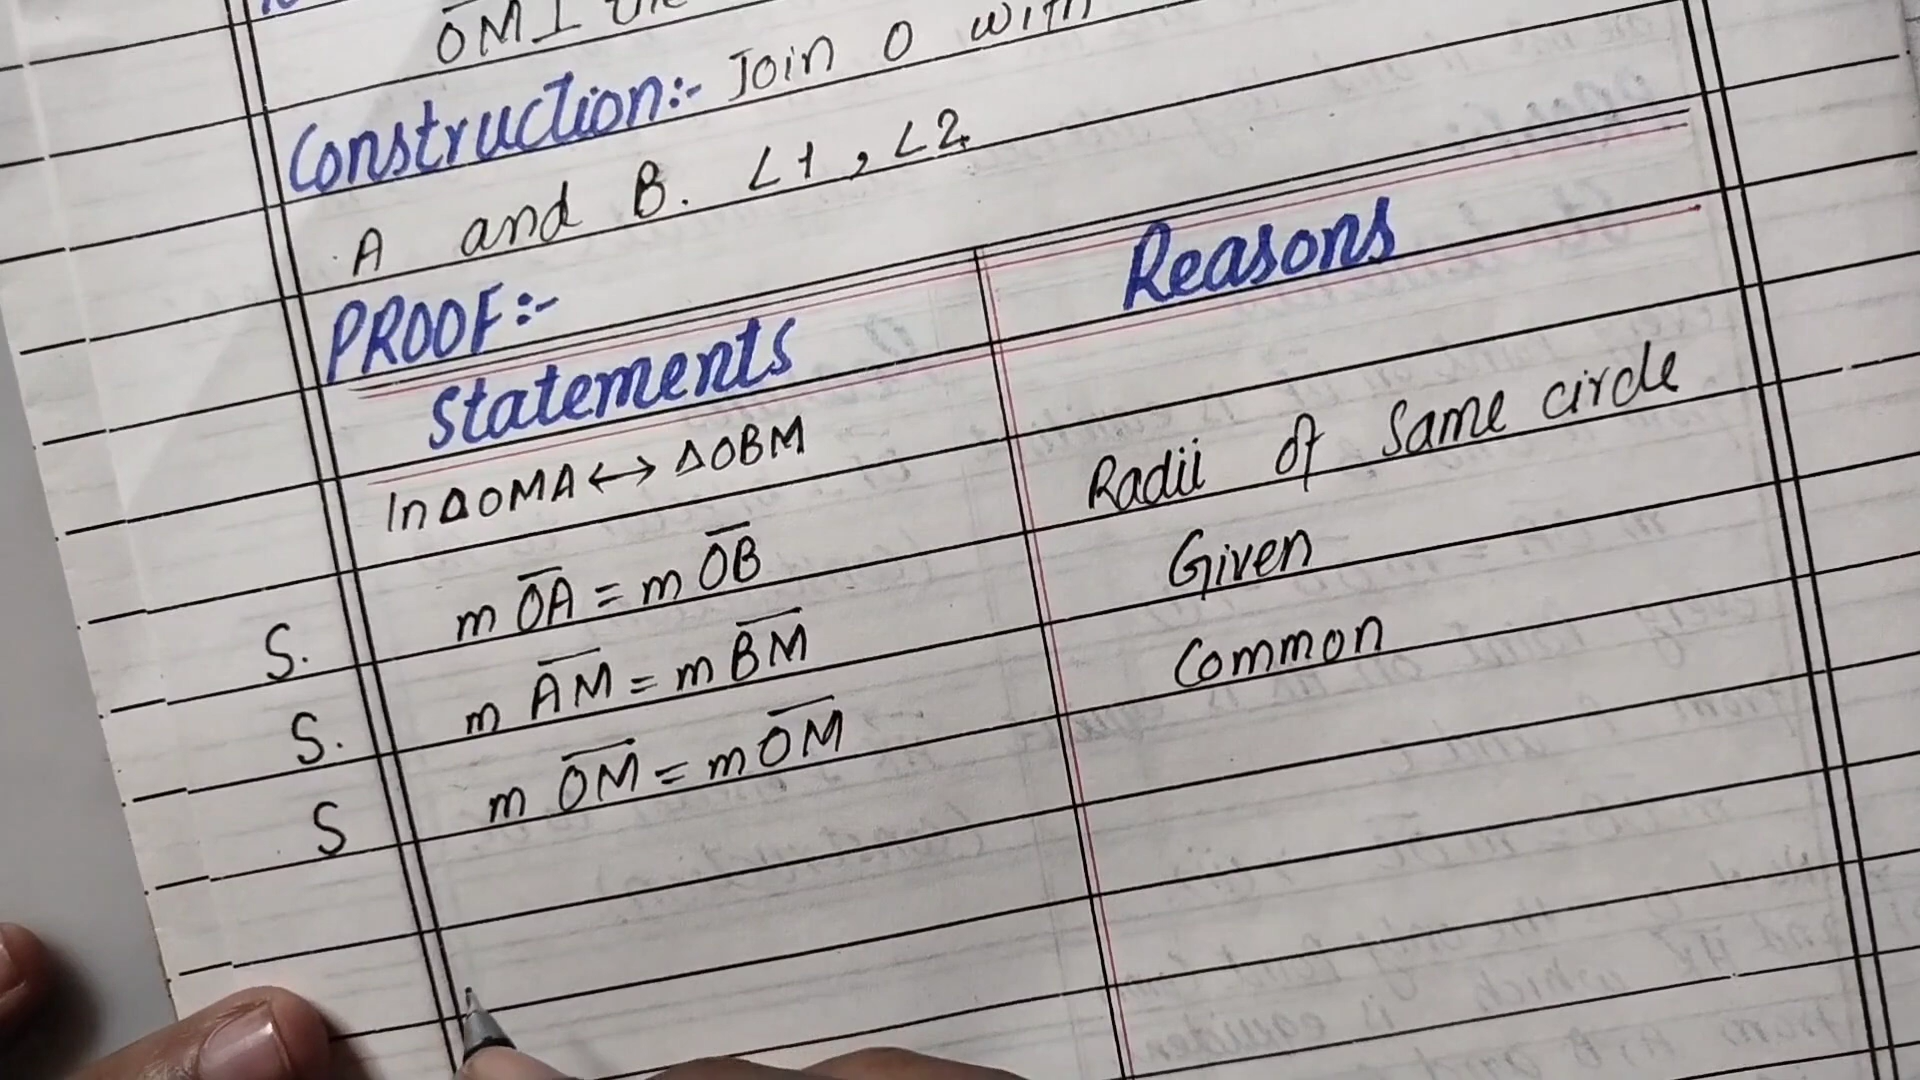 OM ⊥ the
Construction:- Join O with
A and B. ∠1, ∠2
PROOF:-
Statements Reasons
In ΔOMA ↔ ΔOBM
S. m OA = m OB Radii of Same circle
S. m AM = m BM Given
S m OM = m OM Common